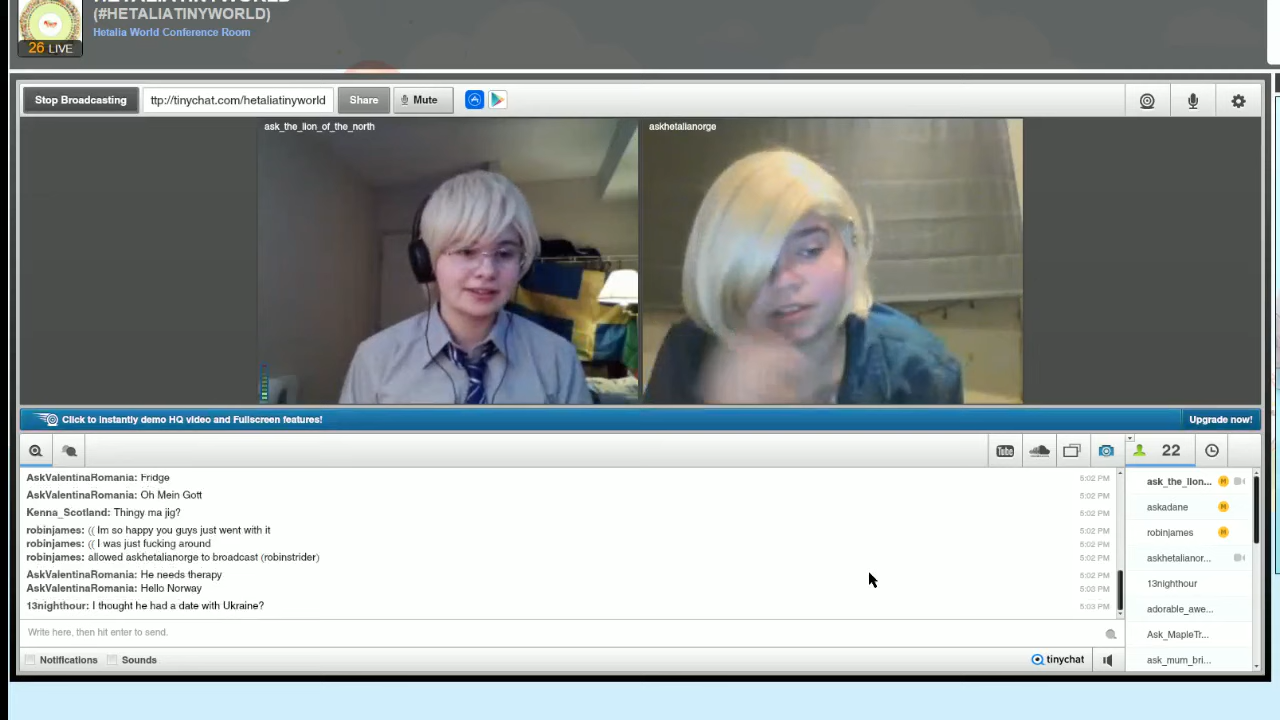 HETALIATINYWORLD
(#HETALIATINYWORLD)
Hetalia World Conference Room
26 LIVE
Stop Broadcasting
ttp://tinychat.com/hetaliatinyworld
Share
Mute
ask_the_lion_of_the_north
askhetalianorge
Click to instantly demo HQ video and Fullscreen features!
Upgrade now!
You Tube
22
AskValentinaRomania: Fridge 5:02 PM
AskValentinaRomania: Oh Mein Gott 5:02 PM
Kenna_Scotland: Thingy ma jig? 5:02 PM
robinjames: (( Im so happy you guys just went with it 5:02 PM
robinjames: (( I was just fucking around 5:02 PM
robinjames: allowed askhetalianorge to broadcast (robinstrider) 5:02 PM
AskValentinaRomania: He needs therapy 5:02 PM
AskValentinaRomania: Hello Norway 5:03 PM
13nighthour: I thought he had a date with Ukraine? 5:03 PM
ask_the_lion... M
askadane M
robinjames M
askhetalianor...
13nighthour
adorable_awe...
Ask_MapleTr...
ask_mum_bri...
Write here, then hit enter to send.
Notifications
Sounds
tinychat